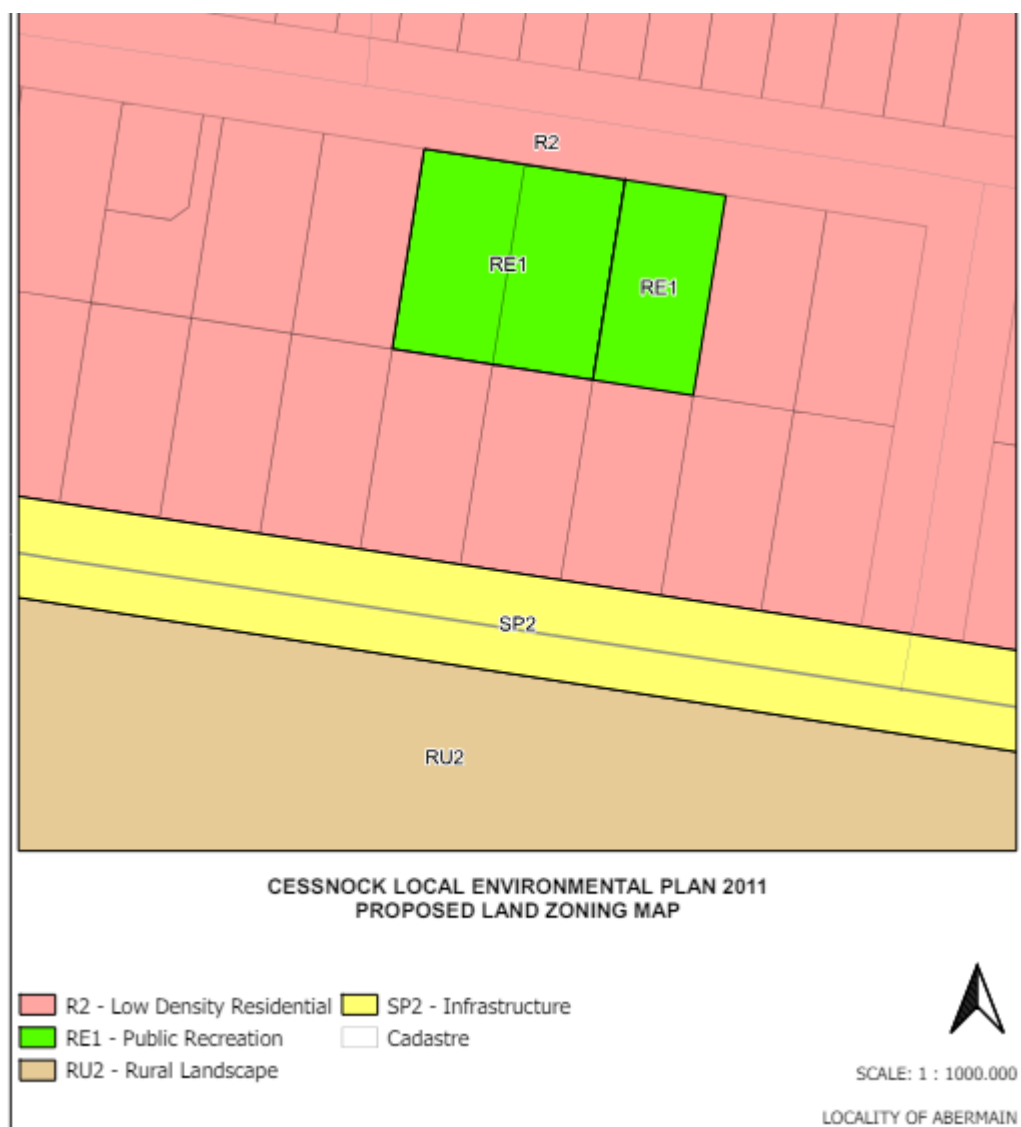 R2
RE1
RE1
SP2
RU2
CESSNOCK LOCAL ENVIRONMENTAL PLAN 2011
PROPOSED LAND ZONING MAP
R2 - Low Density Residential
SP2 - Infrastructure
RE1 - Public Recreation
Cadastre
RU2 - Rural Landscape
SCALE: 1 : 1000.000
LOCALITY OF ABERMAIN